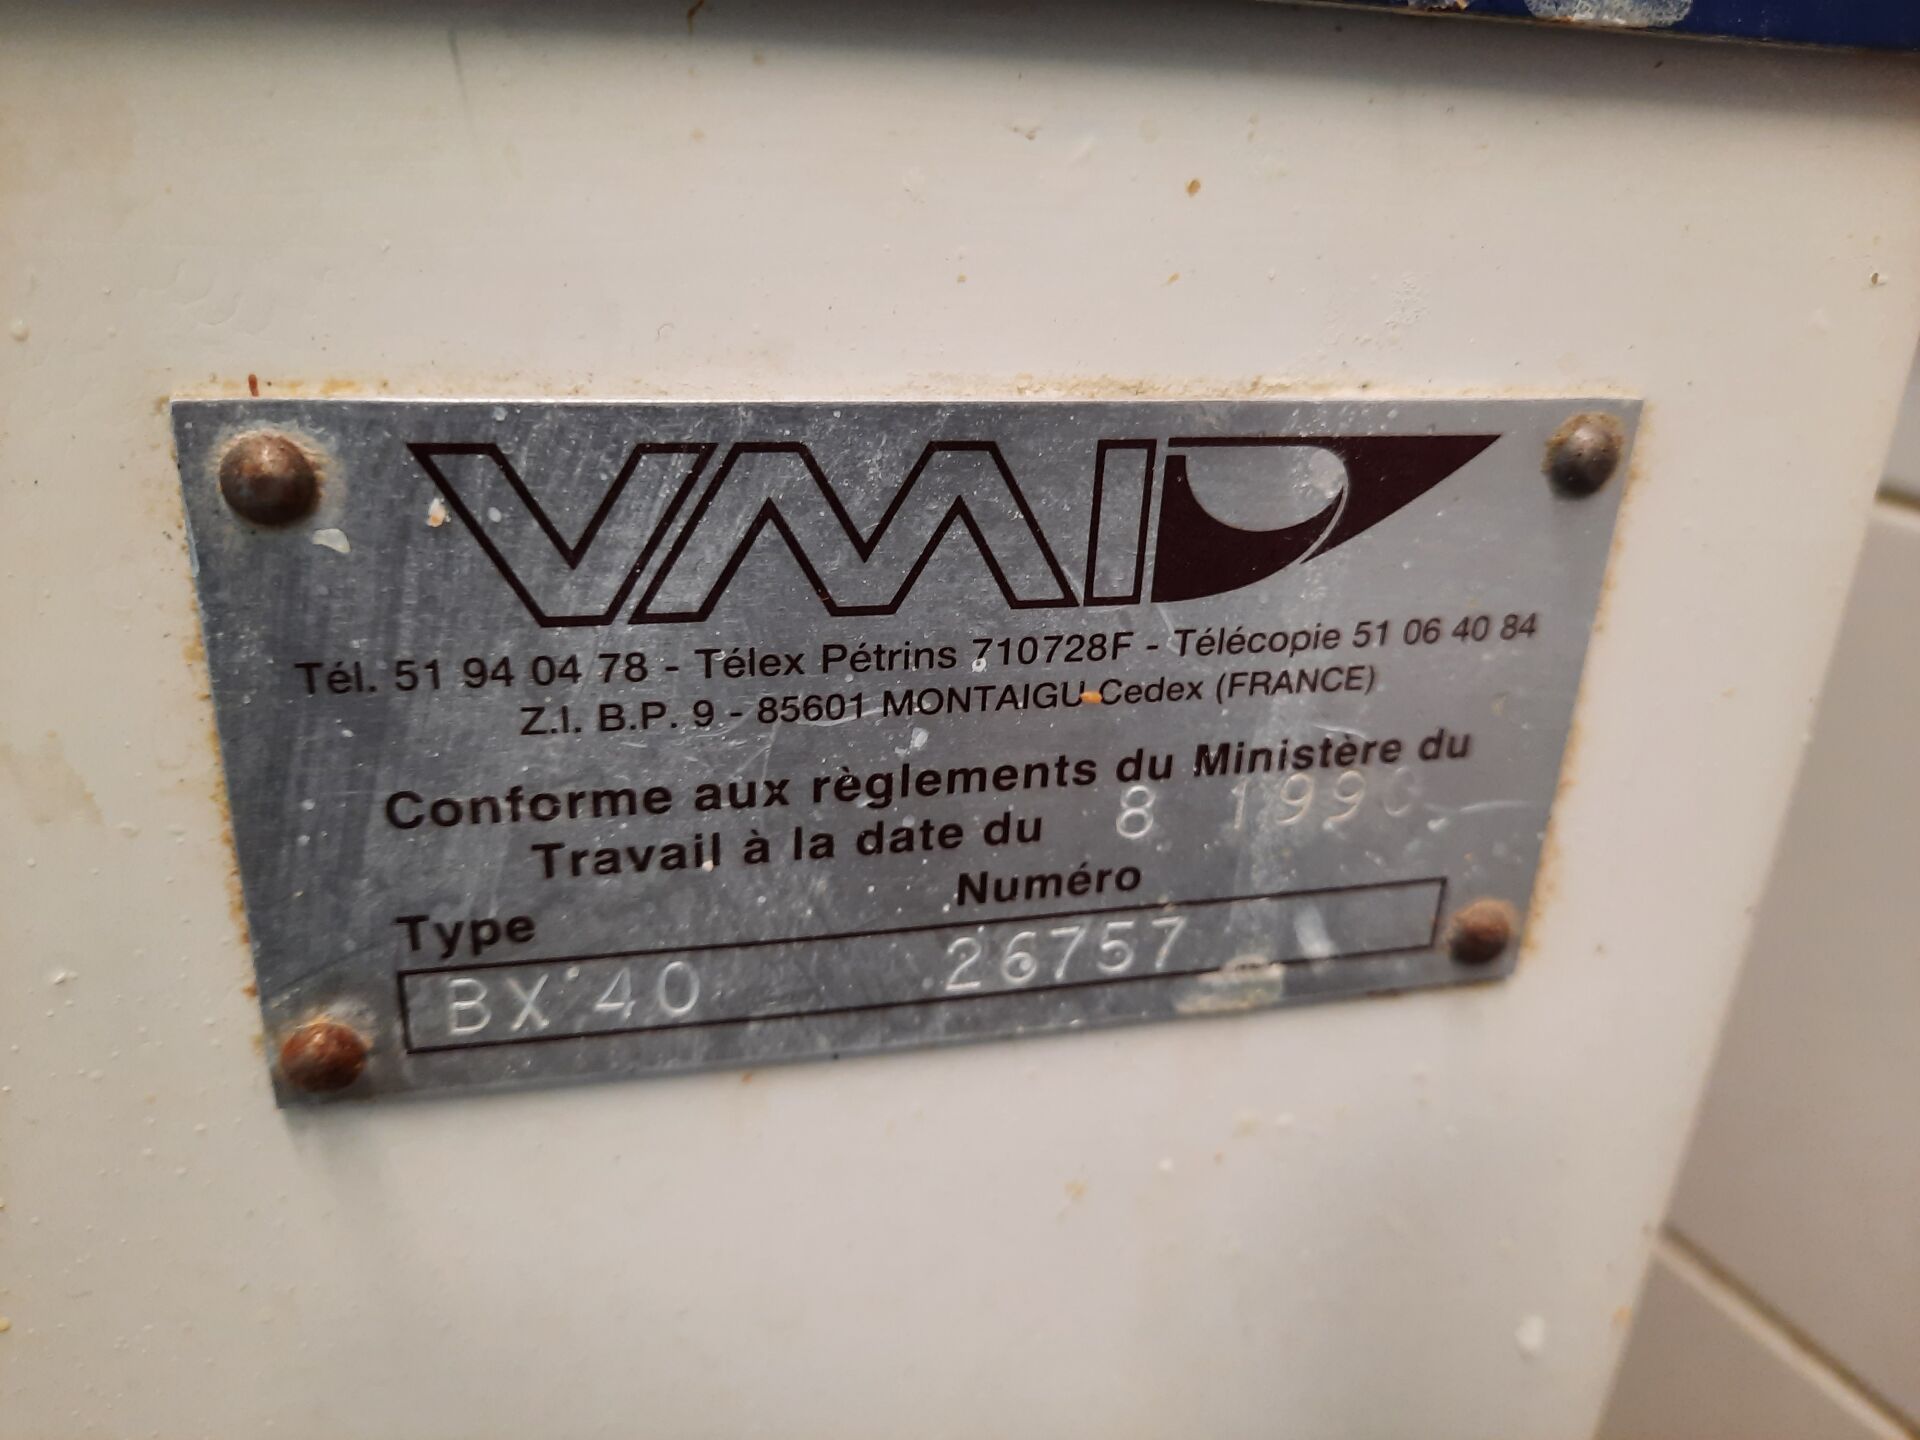 VMI
Tél. 51 94 04 78 - Télex Pétrins 710728F - Télécopie 51 06 40 84
Z.I. B.P. 9 - 85601 MONTAIGU Cedex (FRANCE)
Conforme aux règlements du Ministère du
Travail à la date du 8 1990
Type Numéro
BX 40 26757